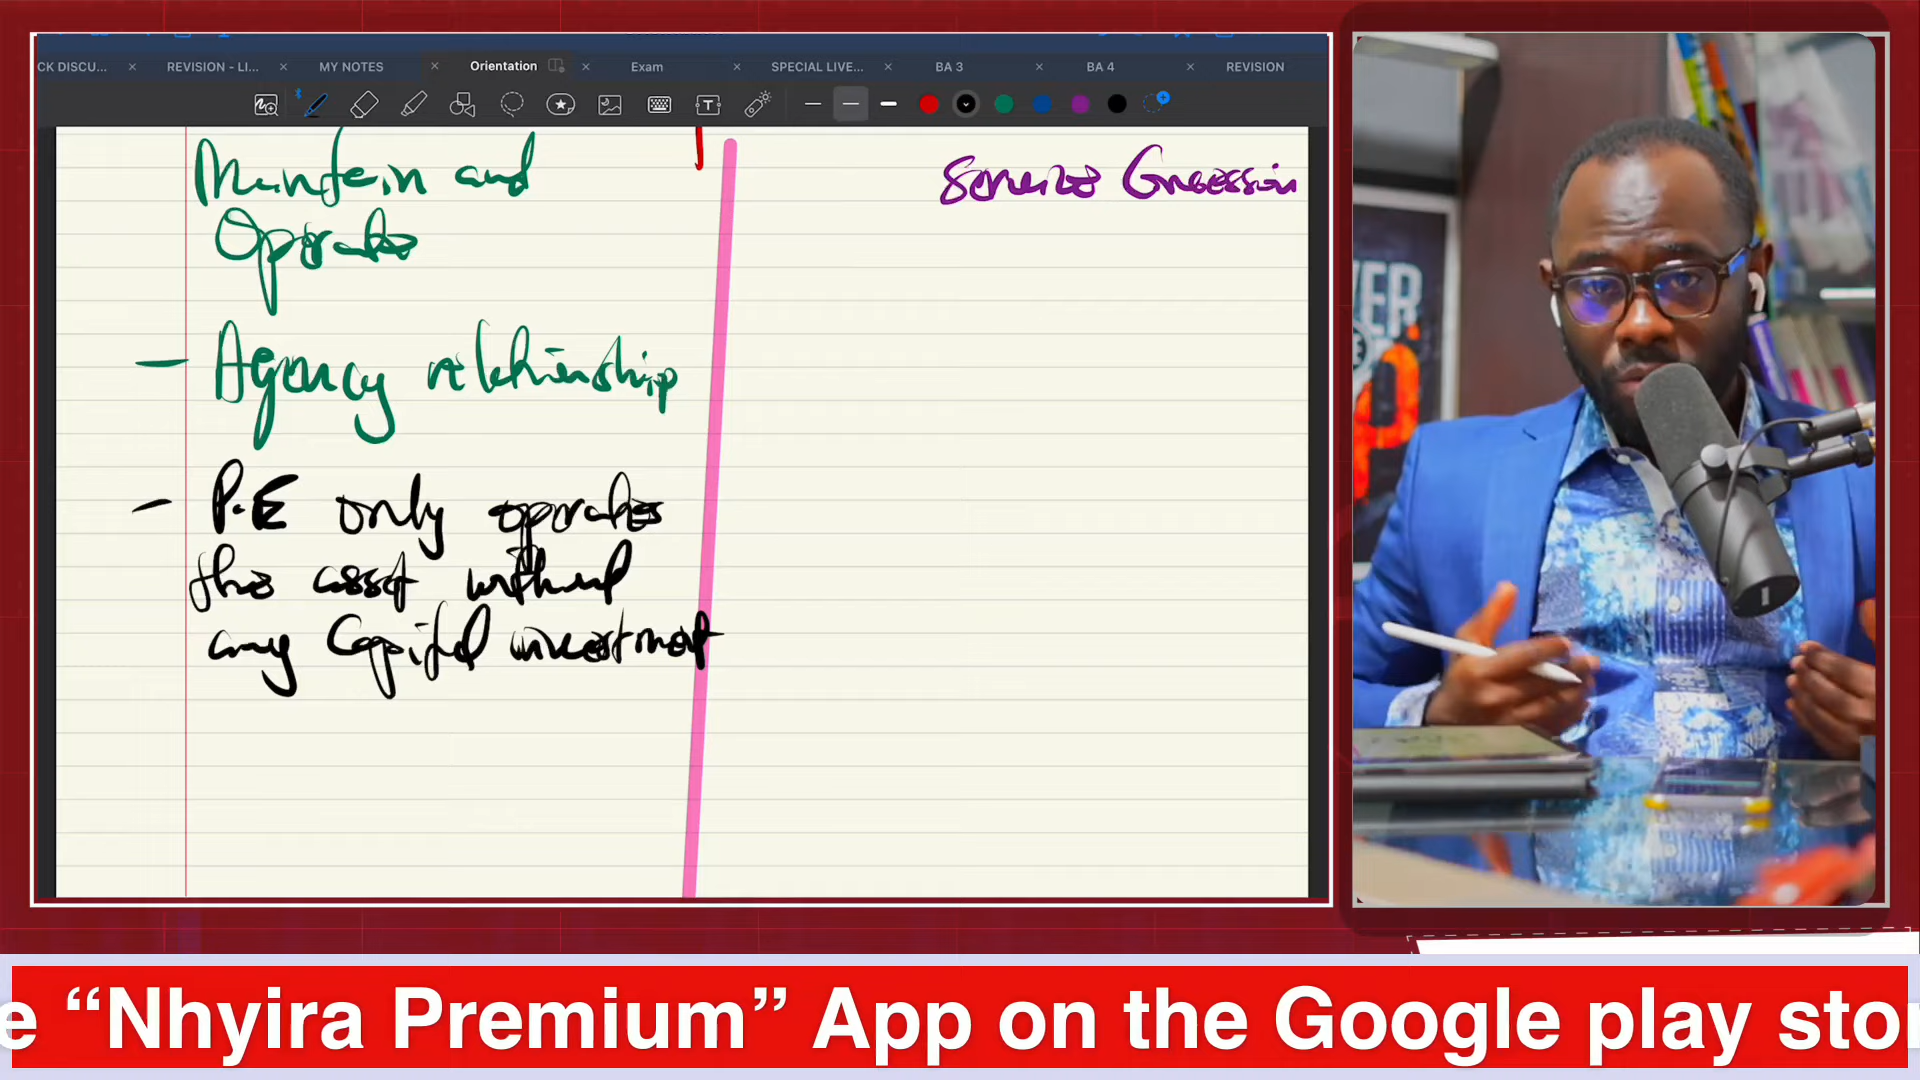 CK DISCU... REVISION - LI... MY NOTES Orientation Exam SPECIAL LIVE... BA 3 BA 4 REVISION
Maintain and
Operate
Service Concession
- Agency relationship
- P.E only operates
the asset without
any Capital investment
e “Nhyira Premium” App on the Google play stor